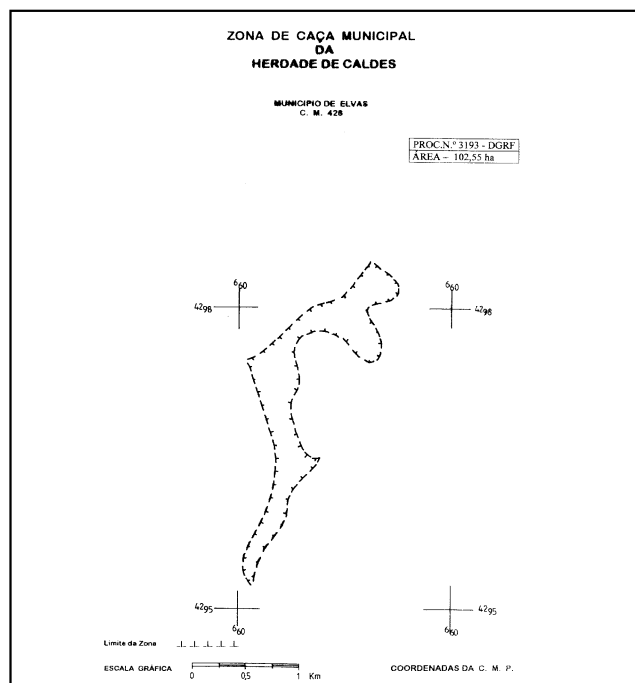 ZONA DE CAÇA MUNICIPAL
DA
HERDADE DE CALDES
MUNICIPIO DE ELVAS
C. M. 428
PROC.N.º 3193 - DGRF
ÁREA – 102,55 ha
660
660
4298
4298
4295
4295
660
660
Limite da Zona
ESCALA GRÁFICA
0 0,5 1 Km
COORDENADAS DA C. M. P.